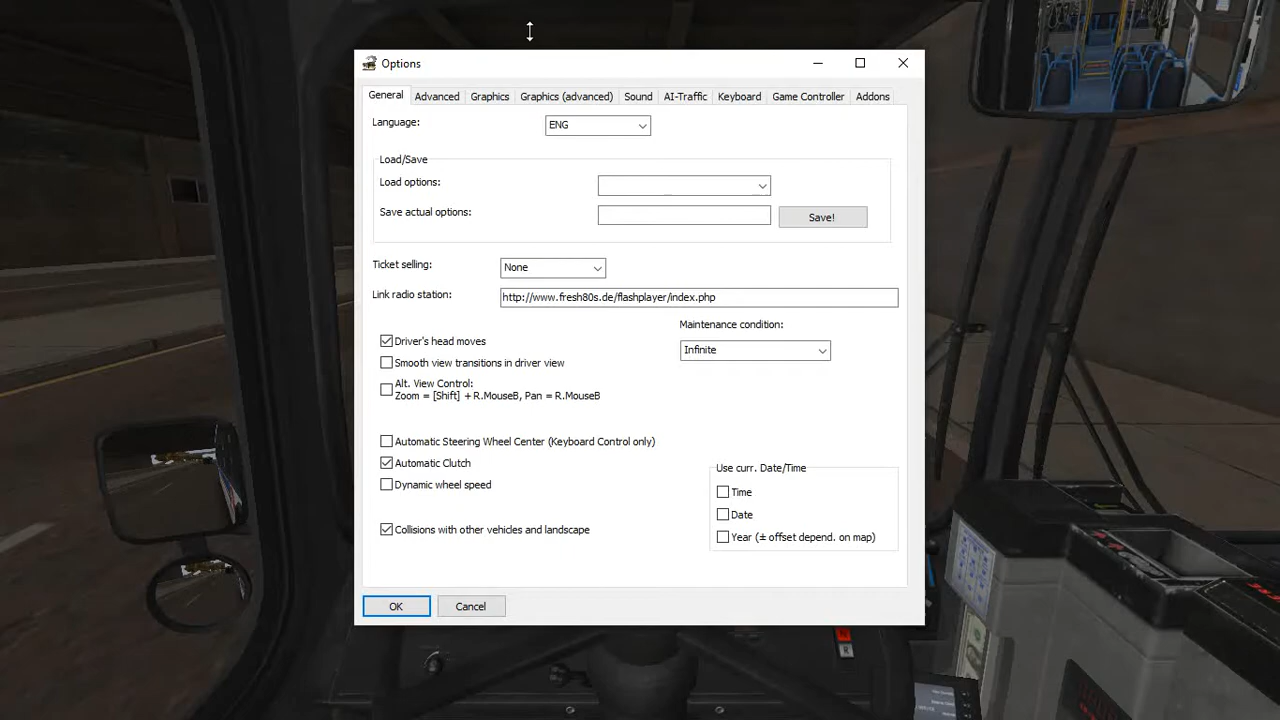 Options
General Advanced Graphics Graphics (advanced) Sound AI-Traffic Keyboard Game Controller Addons
Language: ENG
Load/Save
Load options:
Save actual options: Save!
Ticket selling: None
Link radio station: http://www.fresh80s.de/flashplayer/index.php
Maintenance condition:
Infinite
Driver's head moves
Smooth view transitions in driver view
Alt. View Control:
Zoom = [Shift] + R.MouseB, Pan = R.MouseB
Automatic Steering Wheel Center (Keyboard Control only)
Automatic Clutch
Dynamic wheel speed
Collisions with other vehicles and landscape
Use curr. Date/Time
Time
Date
Year (± offset depend. on map)
OK Cancel
N
R